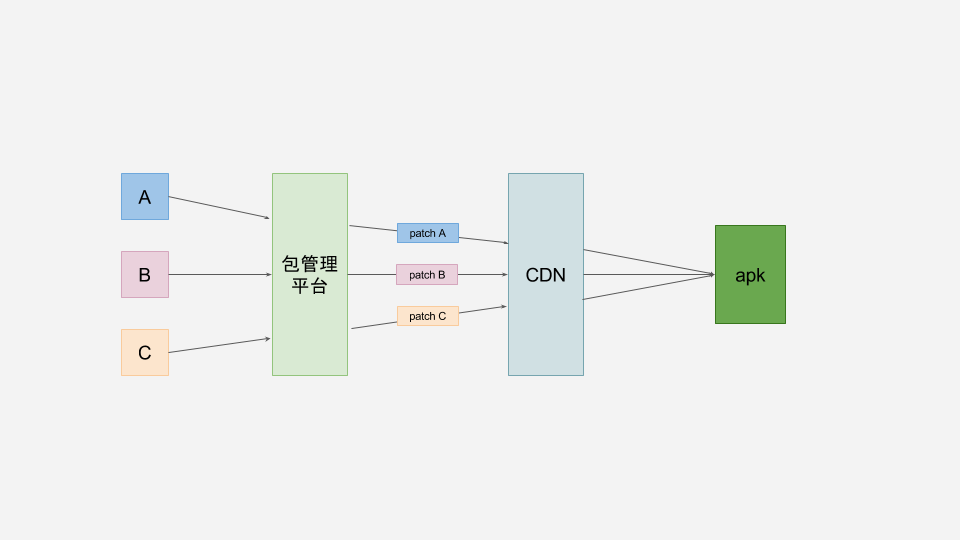 A
B
C
包管理
平台
patch A
patch B
patch C
CDN
apk